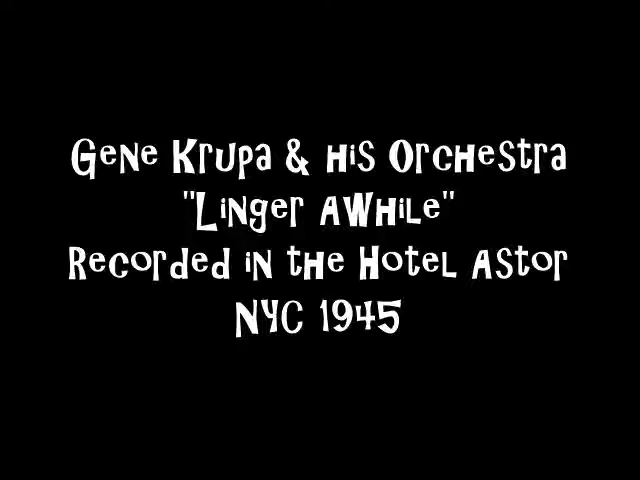 Gene Krupa & his Orchestra
"Linger Awhile"
Recorded in the Hotel Astor
NYC 1945